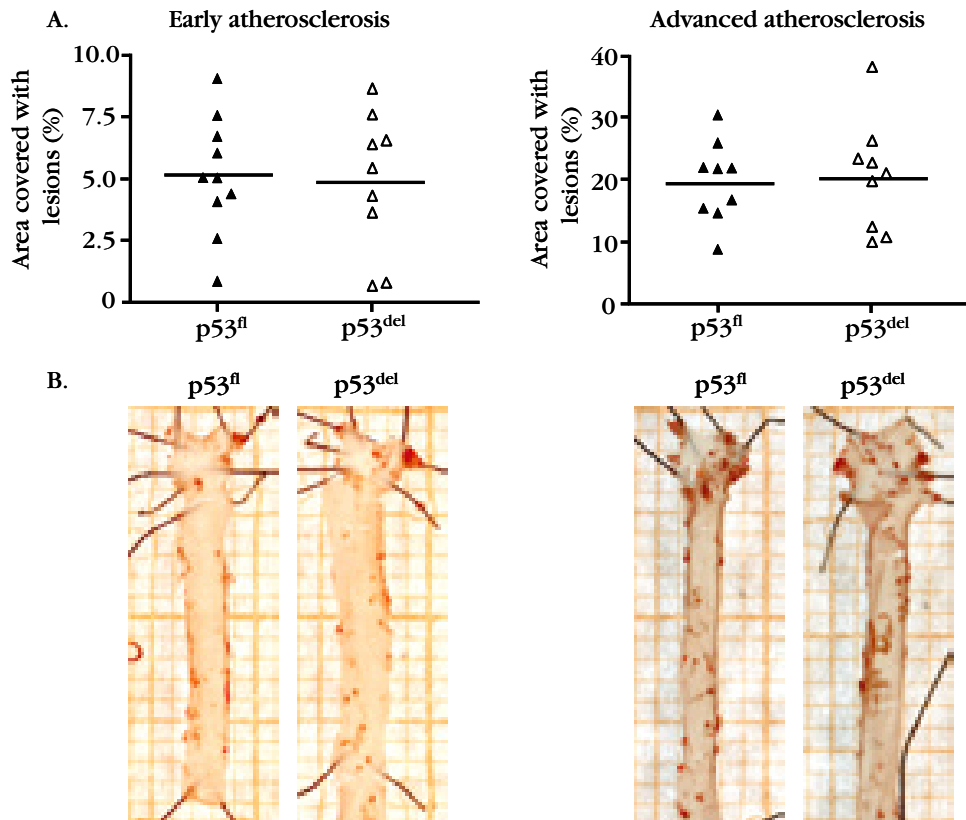 A.
Early atherosclerosis
Advanced atherosclerosis
Area covered with
lesions (%)
10.0
7.5
5.0
2.5
0
p53fl
p53del
Area covered with
lesions (%)
40
30
20
10
0
p53fl
p53del
B.
p53fl
p53del
p53fl
p53del